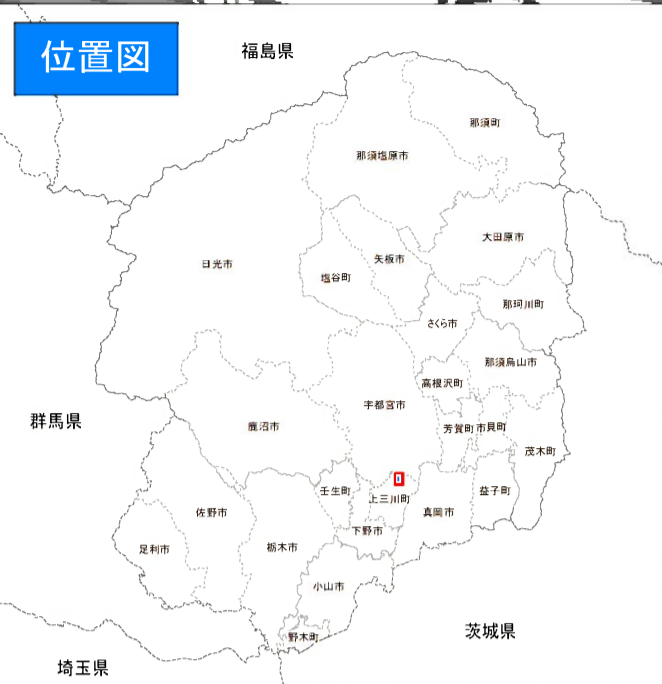 位置図
福島県
那須町
那須塩原市
大田原市
矢板市
日光市
塩谷町
那珂川町
さくら市
那須烏山市
高根沢町
宇都宮市
群馬県
鹿沼市
芳賀町
市貝町
茂木町
壬生町
上三川町
益子町
真岡市
佐野市
下野市
足利市
栃木市
小山市
茨城県
野木町
埼玉県